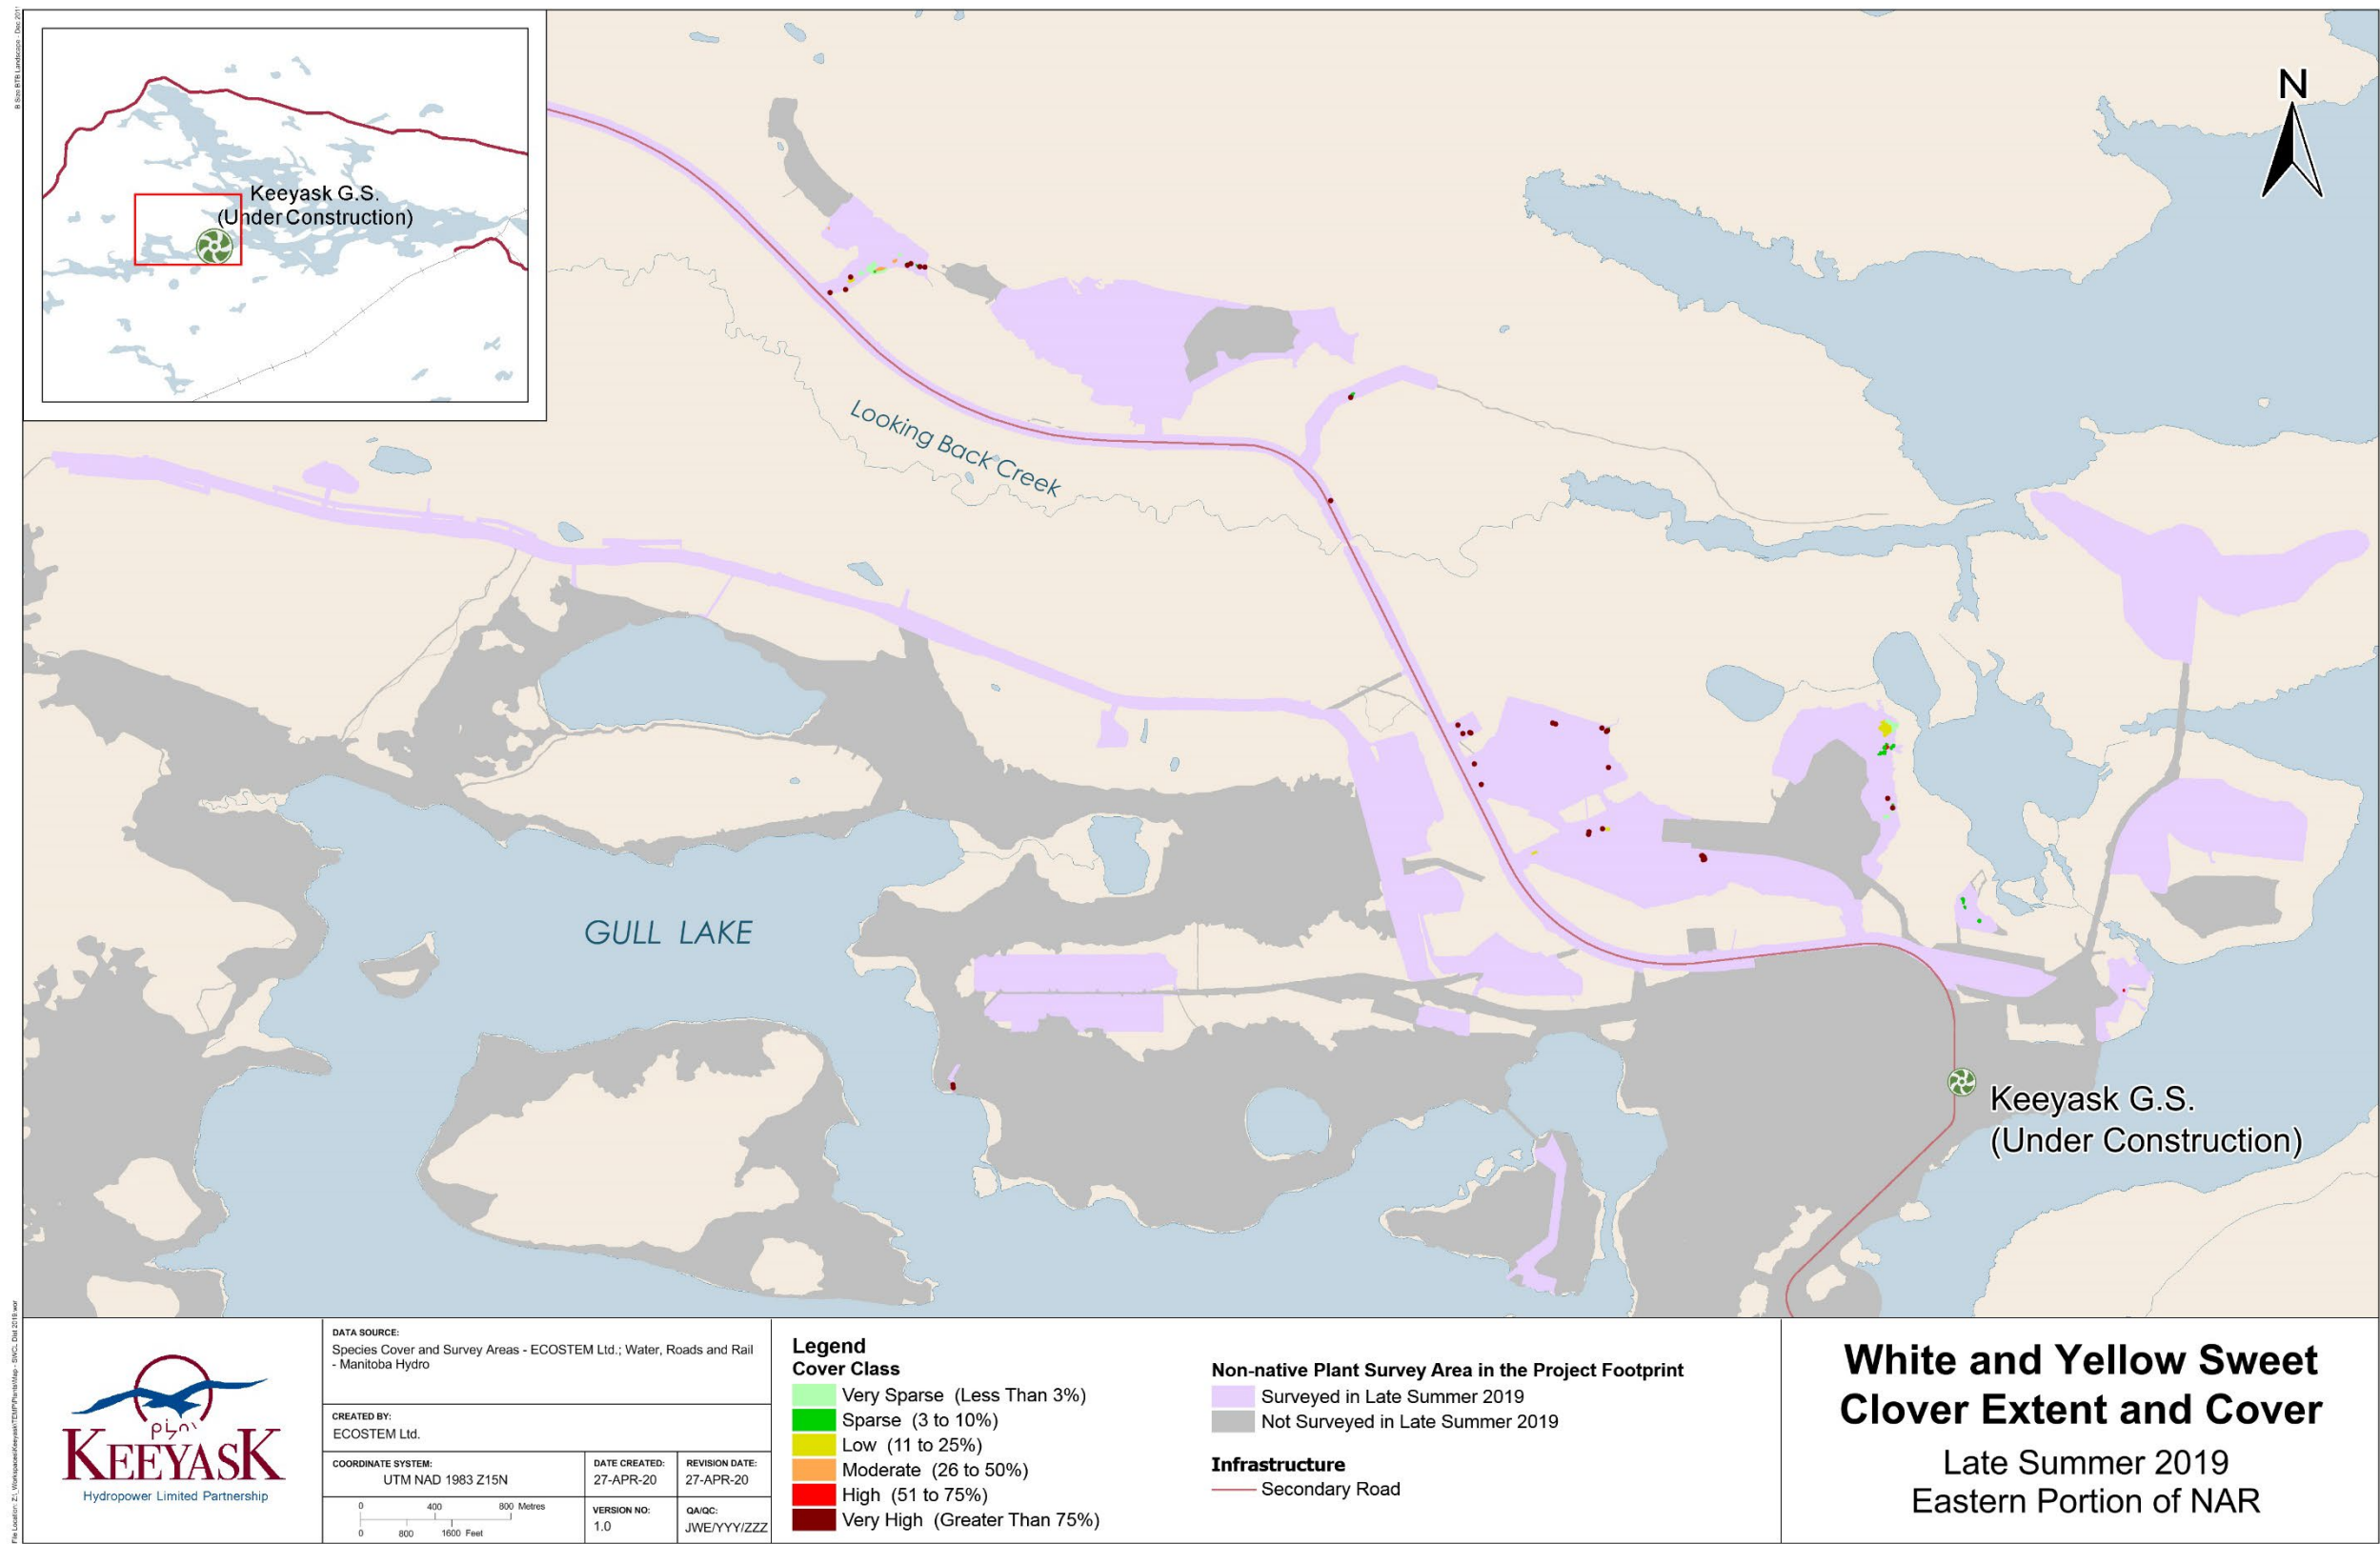 B Size BTB Landscape - Dec 2011
N
Keeyask G.S.
(Under Construction)
Looking Back Creek
GULL LAKE
Keeyask G.S.
(Under Construction)
KEEYASK
Hydropower Limited Partnership
DATA SOURCE:
Species Cover and Survey Areas - ECOSTEM Ltd.; Water, Roads and Rail
- Manitoba Hydro
CREATED BY:
ECOSTEM Ltd.
COORDINATE SYSTEM:
UTM NAD 1983 Z15N
DATE CREATED:
27-APR-20
REVISION DATE:
27-APR-20
0 400 800 Metres
0 800 1600 Feet
VERSION NO:
1.0
QA/QC:
JWE/YYY/ZZZ
Legend
Cover Class
Very Sparse (Less Than 3%)
Sparse (3 to 10%)
Low (11 to 25%)
Moderate (26 to 50%)
High (51 to 75%)
Very High (Greater Than 75%)
Non-native Plant Survey Area in the Project Footprint
Surveyed in Late Summer 2019
Not Surveyed in Late Summer 2019
Infrastructure
Secondary Road
White and Yellow Sweet
Clover Extent and Cover
Late Summer 2019
Eastern Portion of NAR